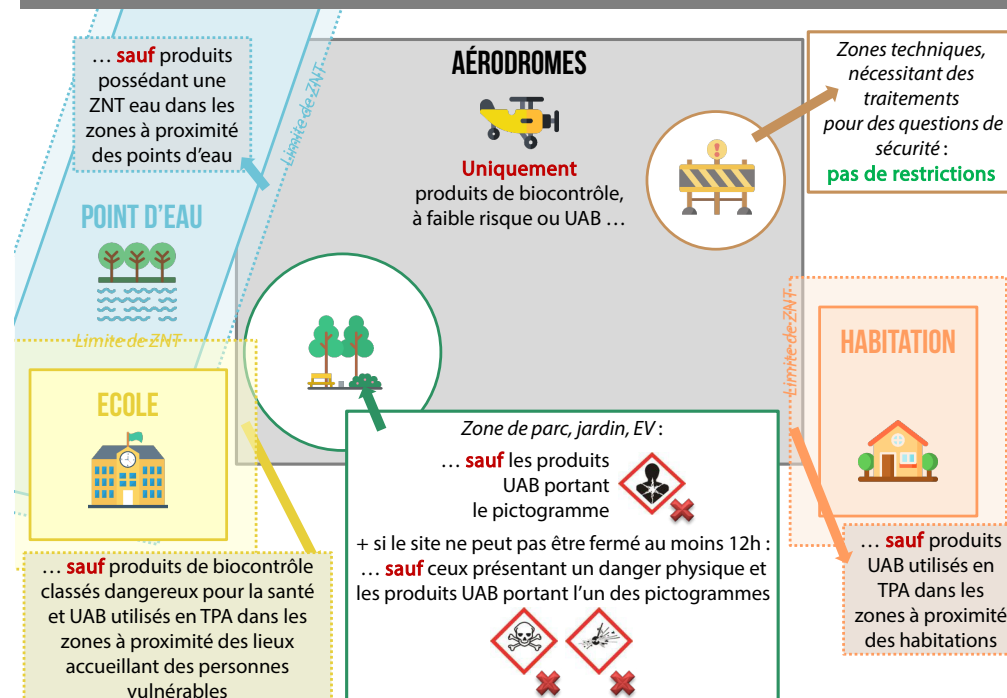 … sauf produits
possédant une
ZNT eau dans les
zones à proximité
des points d’eau
Limite de ZNT
POINT D’EAU
Limite de ZNT
AÉRODROMES
Uniquement
produits de biocontrôle,
à faible risque ou UAB …
Zones techniques,
nécessitant des
traitements
pour des questions de
sécurité :
pas de restrictions
ECOLE
Limite de ZNT
HABITATION
Zone de parc, jardin, EV :
… sauf les produits
UAB portant
le pictogramme
+ si le site ne peut pas être fermé au moins 12h :
… sauf ceux présentant un danger physique et
les produits UAB portant l’un des pictogrammes
… sauf produits de biocontrôle
classés dangereux pour la santé
et UAB utilisés en TPA dans les
zones à proximité des lieux
accueillant des personnes
vulnérables
… sauf produits
UAB utilisés en
TPA dans les
zones à proximité
des habitations